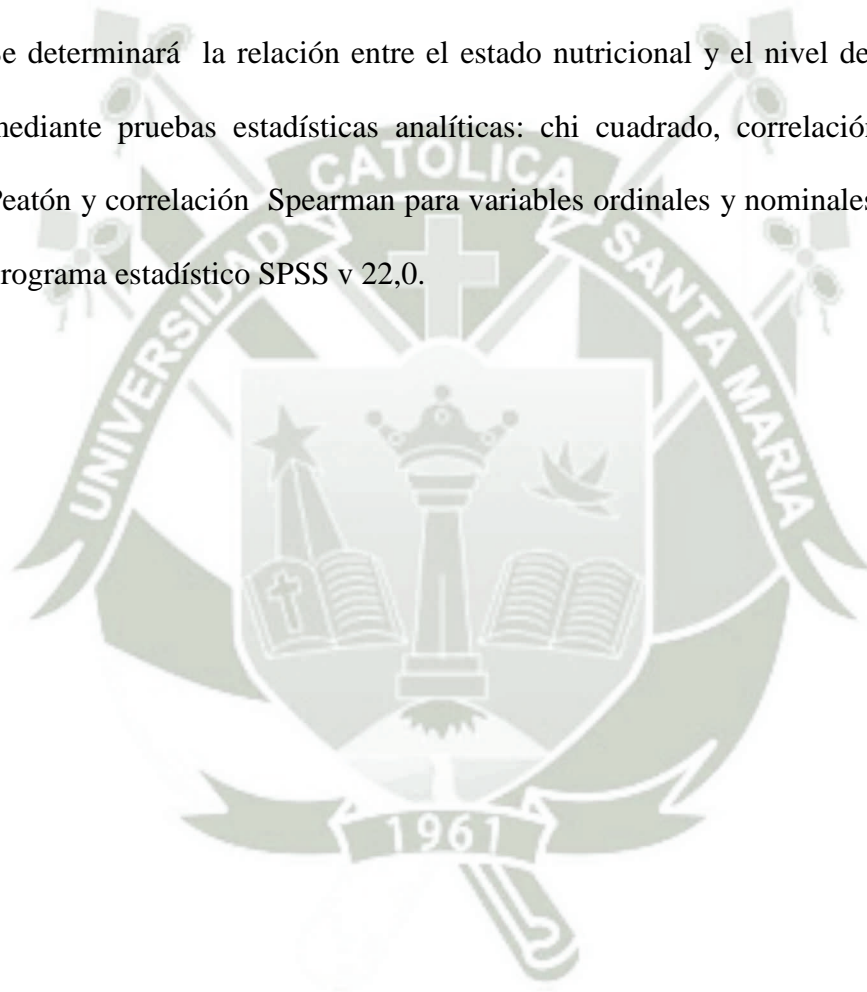 e determinará la relación entre el estado nutricional y el nivel de
mediante pruebas estadísticas analíticas: chi cuadrado, correlación
Peatón y correlación Spearman para variables ordinales y nominales
rograma estadístico SPSS v 22,0.
UNIVERSIDAD CATOLICA SANTA MARIA
1961